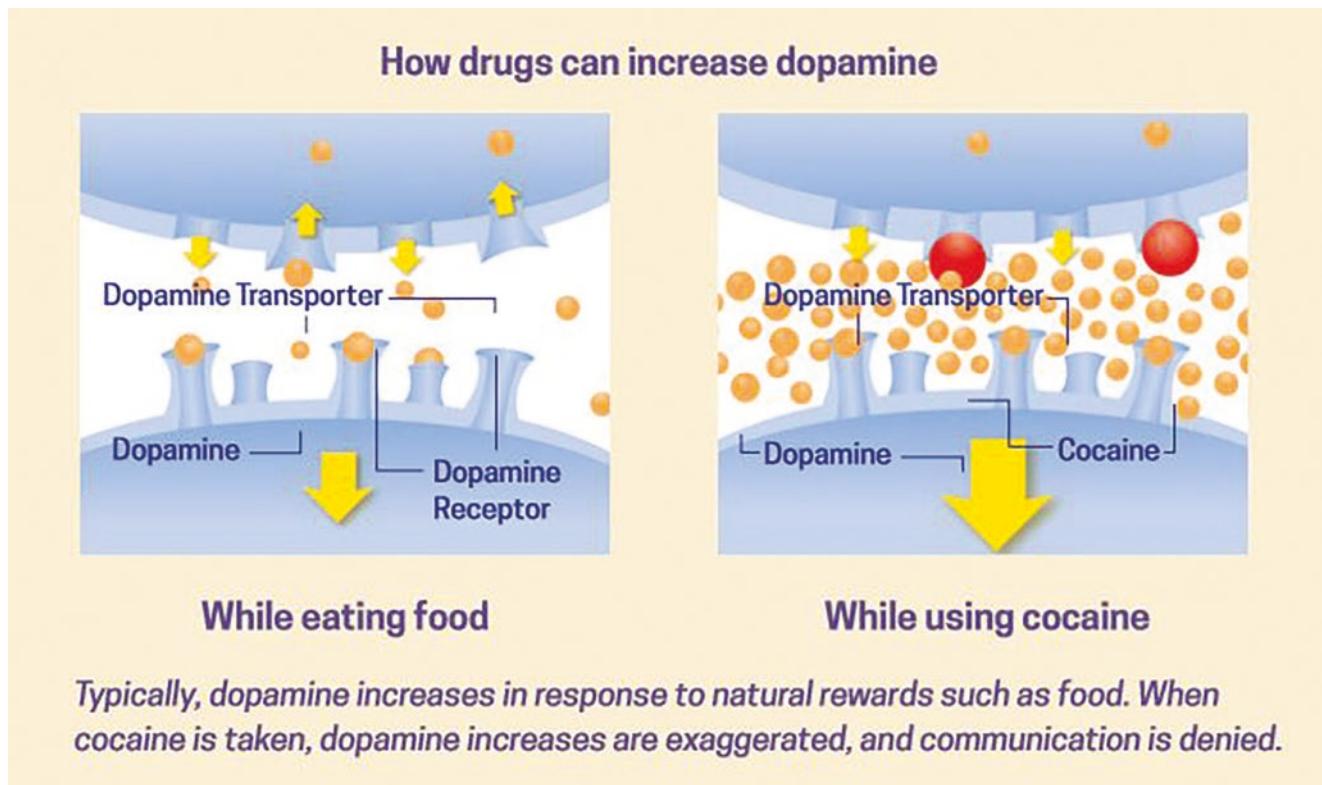 How drugs can increase dopamine
Dopamine Transporter
Dopamine
Dopamine
Receptor
While eating food
Dopamine Transporter
Dopamine
Cocaine
While using cocaine
Typically, dopamine increases in response to natural rewards such as food. When
cocaine is taken, dopamine increases are exaggerated, and communication is denied.